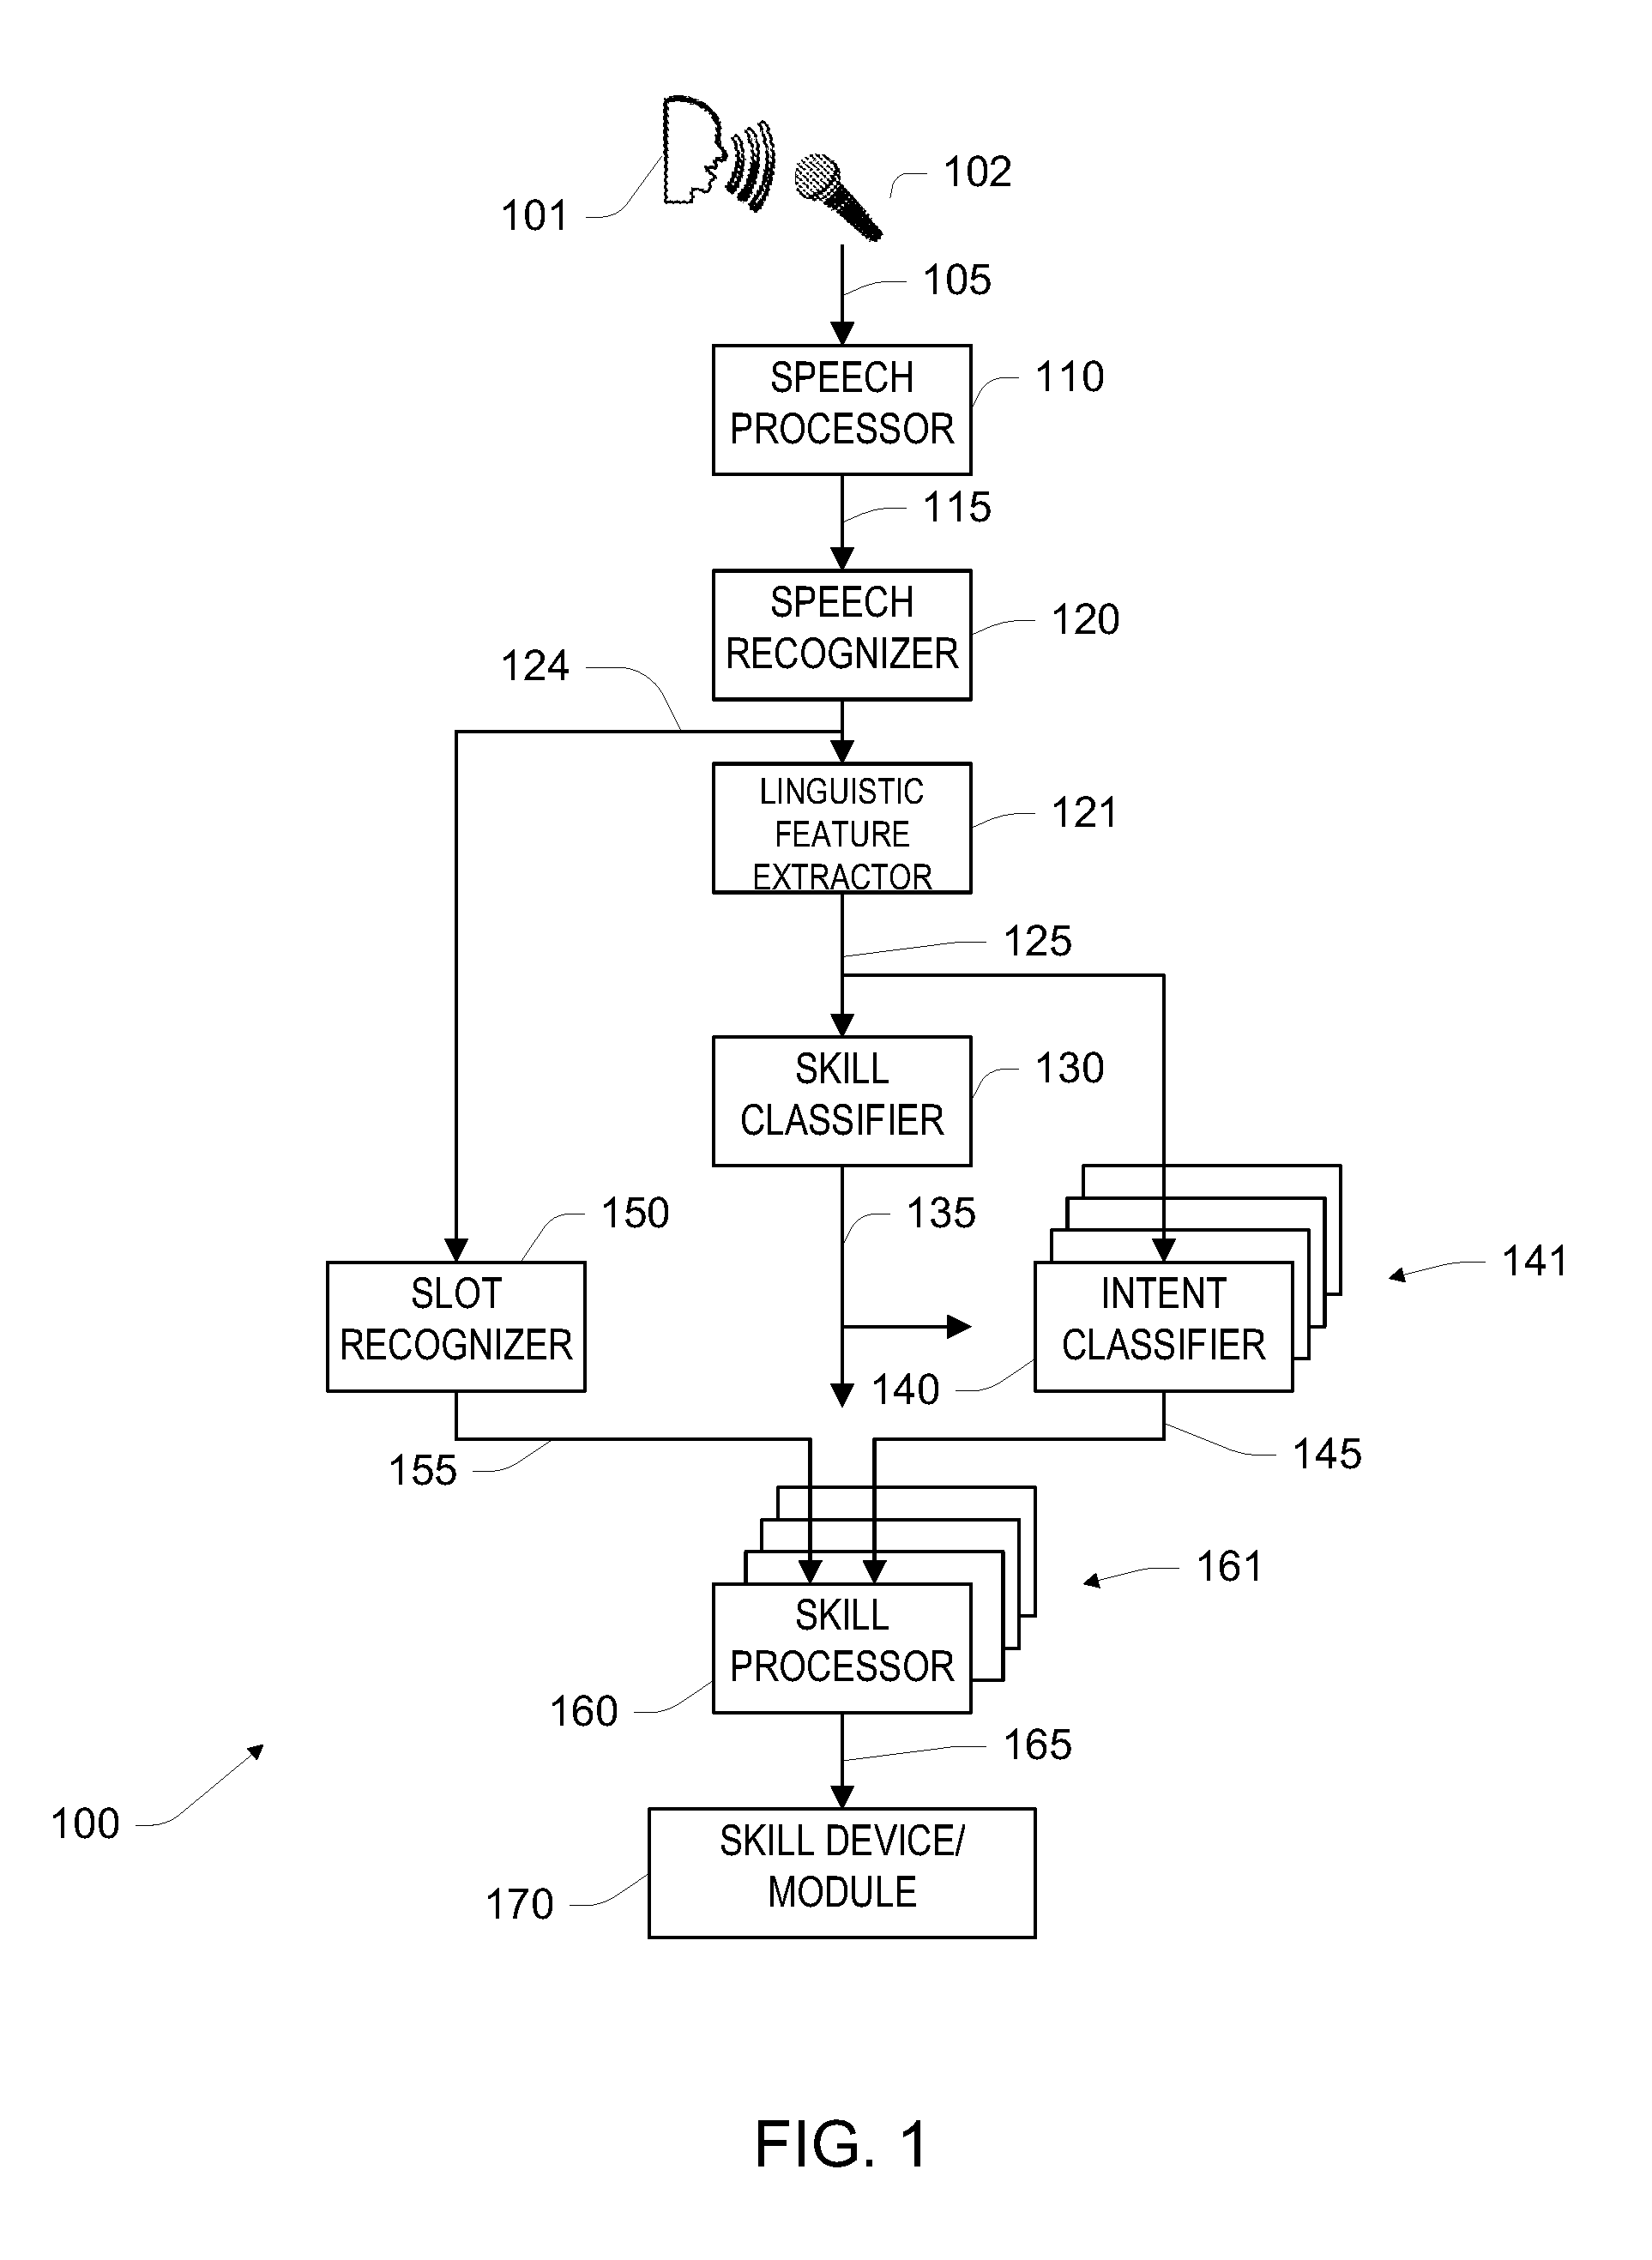 102
101
105
SPEECH
PROCESSOR
110
115
SPEECH
RECOGNIZER
120
124
LINGUISTIC
FEATURE
EXTRACTOR
121
125
SKILL
CLASSIFIER
130
150
135
141
SLOT
RECOGNIZER
INTENT
CLASSIFIER
140
155
145
161
SKILL
PROCESSOR
160
165
100
SKILL DEVICE/
MODULE
170
FIG. 1